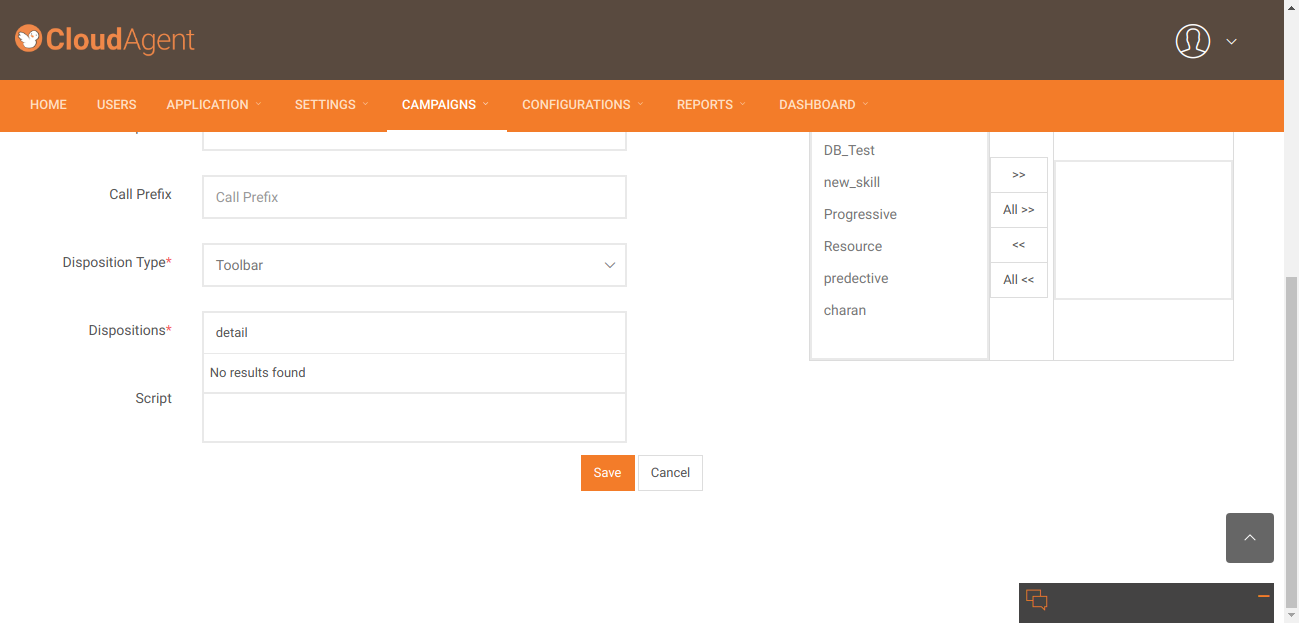 CloudAgent
HOME USERS APPLICATION SETTINGS CAMPAIGNS CONFIGURATIONS REPORTS DASHBOARD
Call Prefix
Call Prefix
Disposition Type*
Toolbar
Dispositions*
detail
No results found
Script
Save
Cancel
DB_Test
new_skill
Progressive
Resource
predective
charan
>>
All >>
<<
All <<